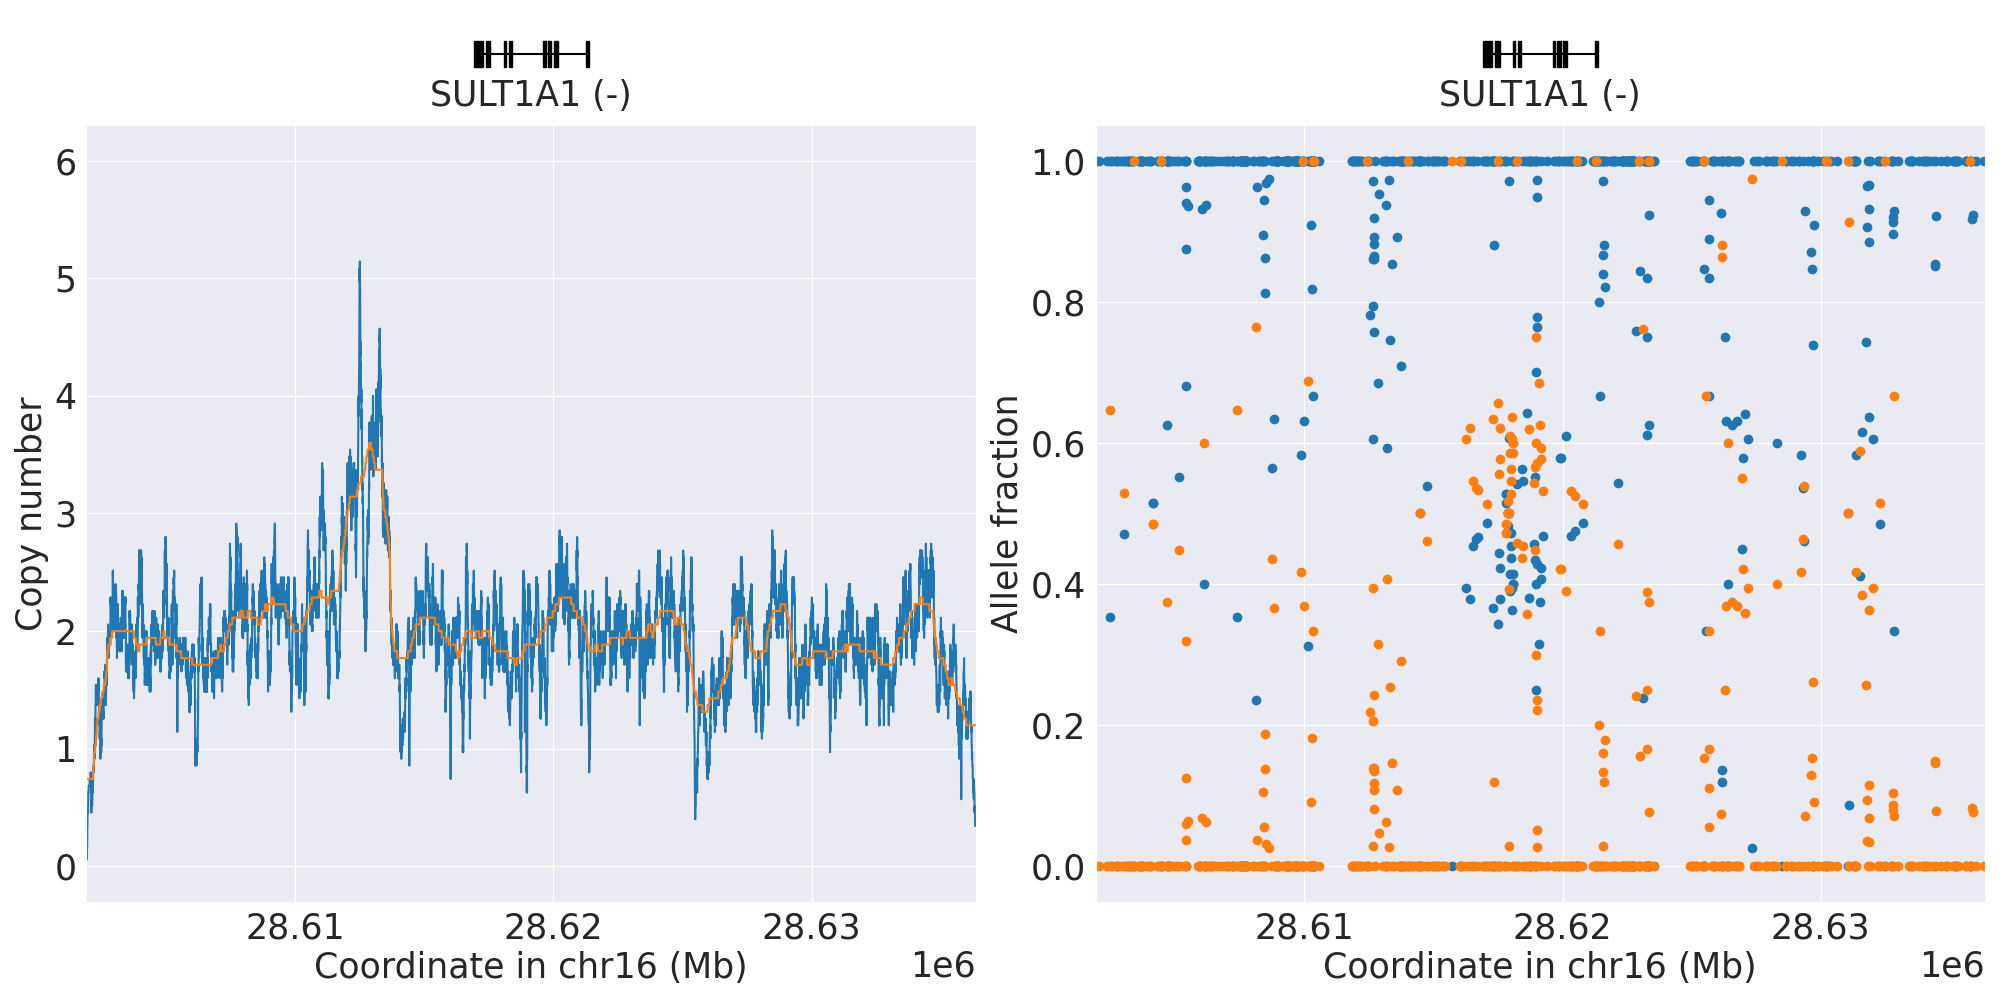 SULT1A1 (-)
6
5
4
3
2
1
0
Copy number
28.61
28.62
28.63
Coordinate in chr16 (Mb)
1e6
SULT1A1 (-)
1.0
0.8
0.6
0.4
0.2
0.0
Allele fraction
28.61
28.62
28.63
Coordinate in chr16 (Mb)
1e6